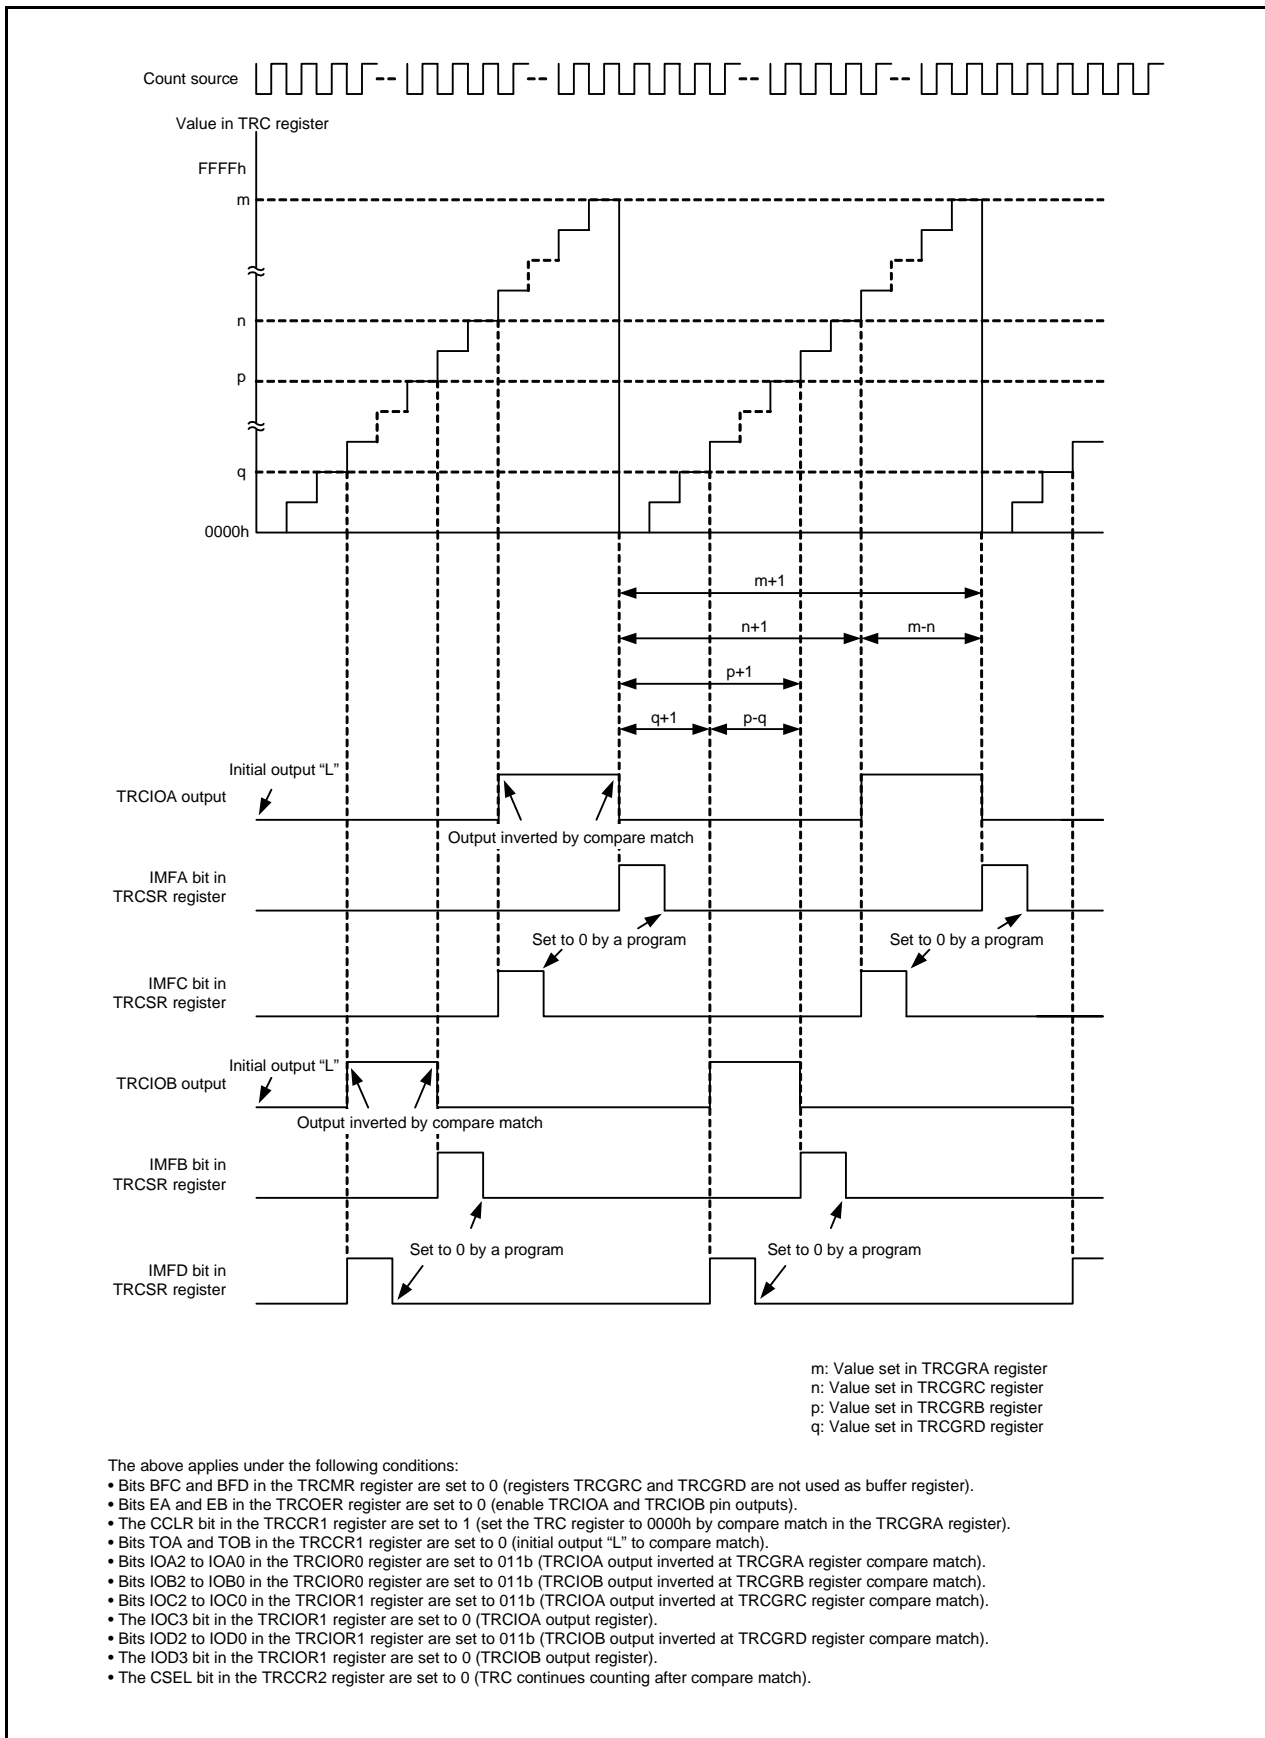 Count source
Value in TRC register
FFFFh
m
n
p
q
0000h
m+1
n+1
m-n
p+1
q+1
p-q
Initial output “L”
TRCIOA output
Output inverted by compare match
IMFA bit in
TRCSR register
Set to 0 by a program
Set to 0 by a program
IMFC bit in
TRCSR register
Initial output “L”
TRCIOB output
Output inverted by compare match
IMFB bit in
TRCSR register
Set to 0 by a program
Set to 0 by a program
IMFD bit in
TRCSR register
m: Value set in TRCGRA register
n: Value set in TRCGRC register
p: Value set in TRCGRB register
q: Value set in TRCGRD register
The above applies under the following conditions:
• Bits BFC and BFD in the TRCMR register are set to 0 (registers TRCGRC and TRCGRD are not used as buffer register).
• Bits EA and EB in the TRCOER register are set to 0 (enable TRCIOA and TRCIOB pin outputs).
• The CCLR bit in the TRCCR1 register are set to 1 (set the TRC register to 0000h by compare match in the TRCGRA register).
• Bits TOA and TOB in the TRCCR1 register are set to 0 (initial output “L” to compare match).
• Bits IOA2 to IOA0 in the TRCIOR0 register are set to 011b (TRCIOA output inverted at TRCGRA register compare match).
• Bits IOB2 to IOB0 in the TRCIOR0 register are set to 011b (TRCIOB output inverted at TRCGRB register compare match).
• Bits IOC2 to IOC0 in the TRCIOR1 register are set to 011b (TRCIOA output inverted at TRCGRC register compare match).
• The IOC3 bit in the TRCIOR1 register are set to 0 (TRCIOA output register).
• Bits IOD2 to IOD0 in the TRCIOR1 register are set to 011b (TRCIOB output inverted at TRCGRD register compare match).
• The IOD3 bit in the TRCIOR1 register are set to 0 (TRCIOB output register).
• The CSEL bit in the TRCCR2 register are set to 0 (TRC continues counting after compare match).